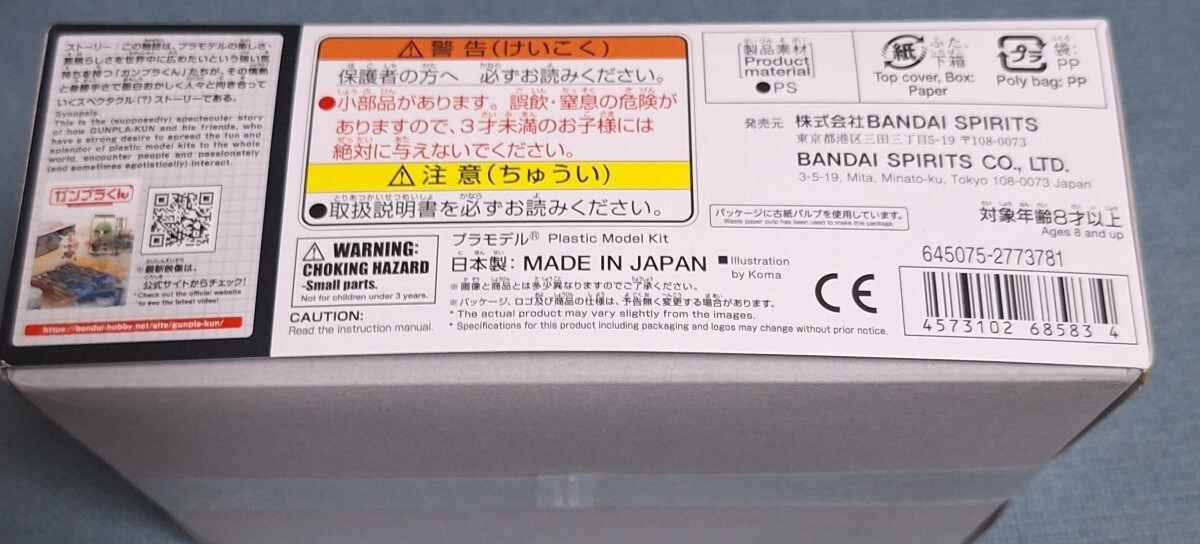 ストーリー：この物語は、プラモデルの楽しさ・
素晴らしさを世界中に広めたいという強い気
持ちを持つ「ガンプラくん」たちが、その情熱
と身勝手さで面白おかしく人々と向き合って
いくスペクタクル(？)ストーリーである。
Synopsis:
This is the (supposedly) spectacular story
of how GUNPLA-KUN and his friends, who
have a strong desire to spread the fun and
splendor of plastic model kits to the whole
world, encounter people and passionately
(and sometimes egotistically) interact.
ガンプラくん
※最新映像は、
公式サイトからチェック!
*Check out the official website
to see the latest video!
https://bandai-hobby.net/site/gunpla-kun/
⚠警告(けいこく)
保護者の方へ 必ずお読みください。
●小部品があります。誤飲・窒息の危険が
ありますので、3才未満のお子様には
絶対に与えないでください。
⚠注意(ちゅうい)
●取扱説明書を必ずお読みください。
⚠WARNING:
CHOKING HAZARD
-Small parts.
Not for children under 3 years.
CAUTION:
Read the instruction manual.
プラモデル® Plastic Model Kit
日本製：MADE IN JAPAN
■Illustration
by Koma
※画像と商品とは多少異なりますのでご了承ください。
※パッケージ、ロゴ及び商品の仕様は、予告無く変更する場合があります。
* The actual product may vary slightly from the images.
* Specifications for this product including packaging and logos may change without prior notice.
製品素材
Product
material
●PS
紙
ふた、
下箱
Top cover, Box:
Paper
プラ
袋:
PP
Poly bag: PP
発売元 株式会社BANDAI SPIRITS
東京都港区三田三丁目5-19 〒108-0073
BANDAI SPIRITS CO., LTD.
3-5-19, Mita, Minato-ku, Tokyo 108-0073 Japan
パッケージに古紙パルプを使用しています。
Waste paper pulp has been used to make this package.
対象年齢8才以上
Ages 8 and up
645075-2773781
CE
4573102 68583 4